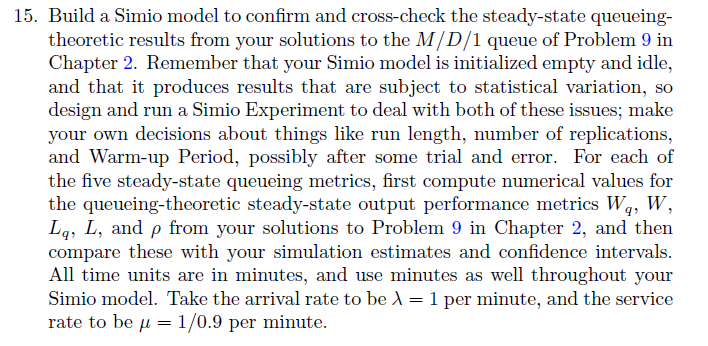 15. Build a Simio model to confirm and cross-check the steady-state queueing-
theoretic results from your solutions to the M/D/1 queue of Problem 9 in
Chapter 2. Remember that your Simio model is initialized empty and idle,
and that it produces results that are subject to statistical variation, so
design and run a Simio Experiment to deal with both of these issues; make
your own decisions about things like run length, number of replications,
and Warm-up Period, possibly after some trial and error. For each of
the five steady-state queueing metrics, first compute numerical values for
the queueing-theoretic steady-state output performance metrics W_q, W,
L_q, L, and ρ from your solutions to Problem 9 in Chapter 2, and then
compare these with your simulation estimates and confidence intervals.
All time units are in minutes, and use minutes as well throughout your
Simio model. Take the arrival rate to be λ = 1 per minute, and the service
rate to be μ = 1/0.9 per minute.